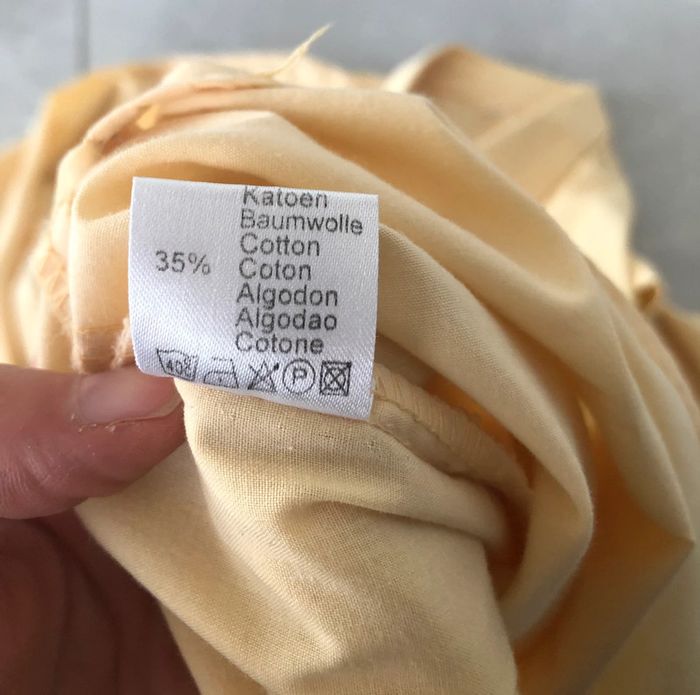 Katoen
Baumwolle
Cotton
35% Coton
Algodon
Algodao
Cotone
40° P